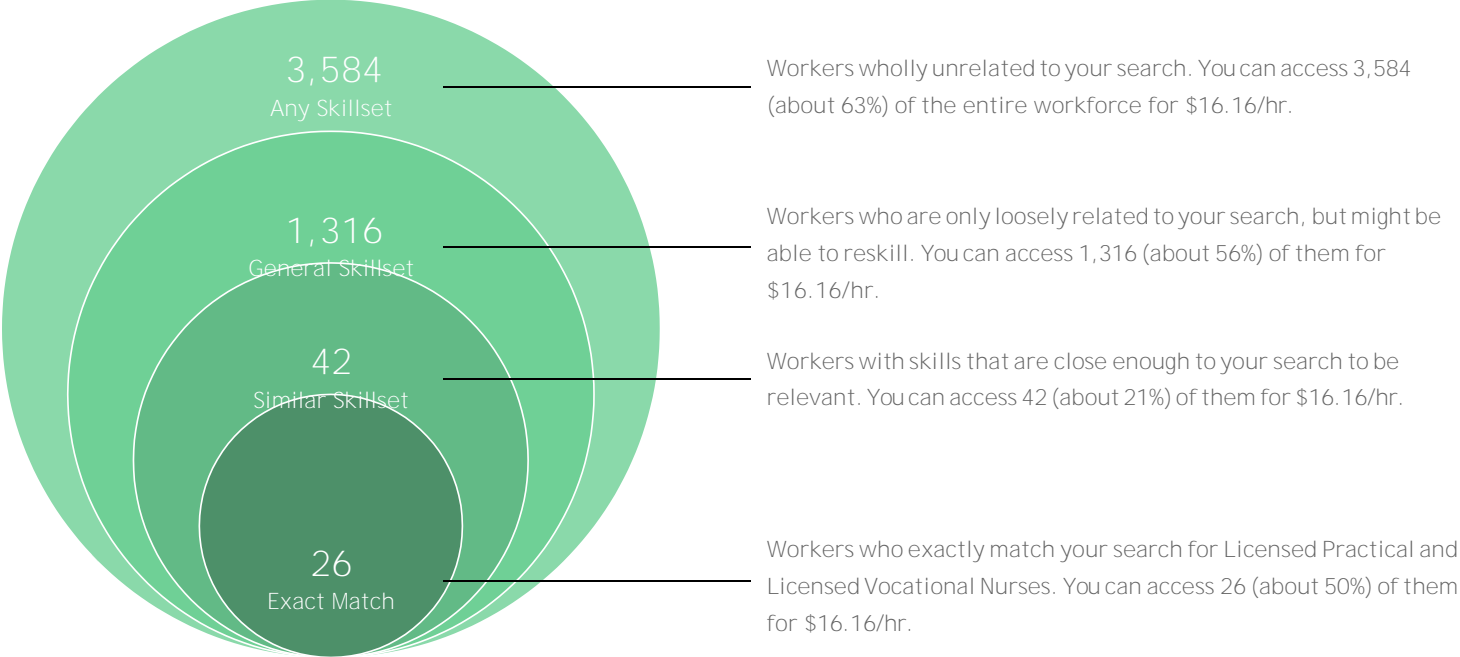 3,584
Any Skillset
Workers wholly unrelated to your search. You can access 3,584
(about 63%) of the entire workforce for $16.16/hr.
1,316
General Skillset
Workers who are only loosely related to your search, but might be
able to reskill. You can access 1,316 (about 56%) of them for
$16.16/hr.
42
Similar Skillset
Workers with skills that are close enough to your search to be
relevant. You can access 42 (about 21%) of them for $16.16/hr.
26
Exact Match
Workers who exactly match your search for Licensed Practical and
Licensed Vocational Nurses. You can access 26 (about 50%) of them
for $16.16/hr.